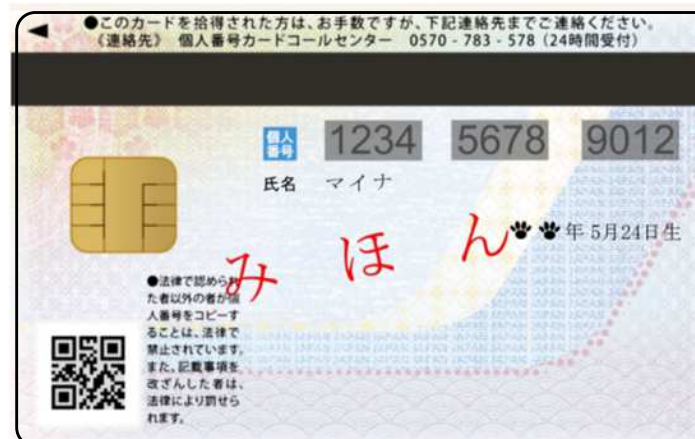 ●このカードを拾得された方は、お手数ですが、下記連絡先までご連絡ください。
《連絡先》 個人番号カードコールセンター 0570-783-578（24時間受付）
個人番号 1234 5678 9012
氏名 マイナ
年 5月24日生
みほん
●法律で認められ
た者以外の者が個
人番号をコピーす
ることは、法律で
禁止されています。
また、記載事項を
改ざんした者は、
法律により罰せら
れます。